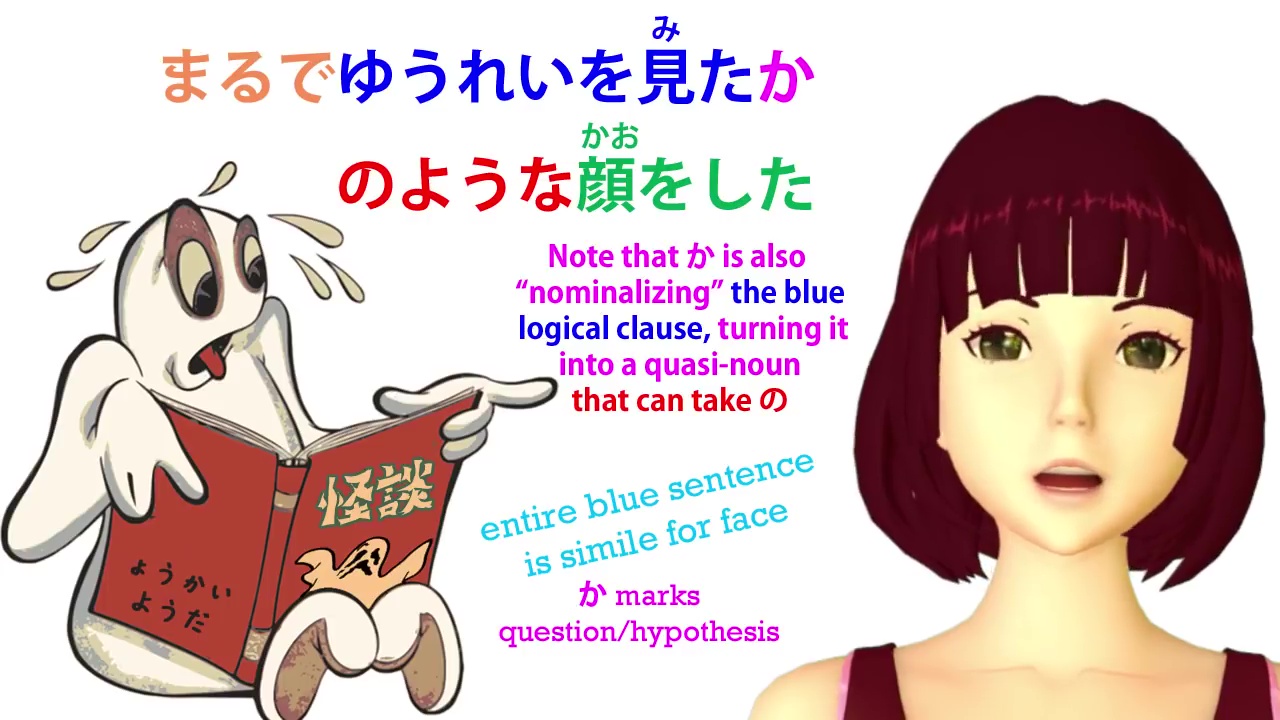 み
まるでゆうれいを見たか
かお
のような顔をした
Note that か is also
“nominalizing” the blue
logical clause, turning it
into a quasi-noun
that can take の
entire blue sentence
is simile for face
か marks
question/hypothesis
怪談
ようかい
ようだ